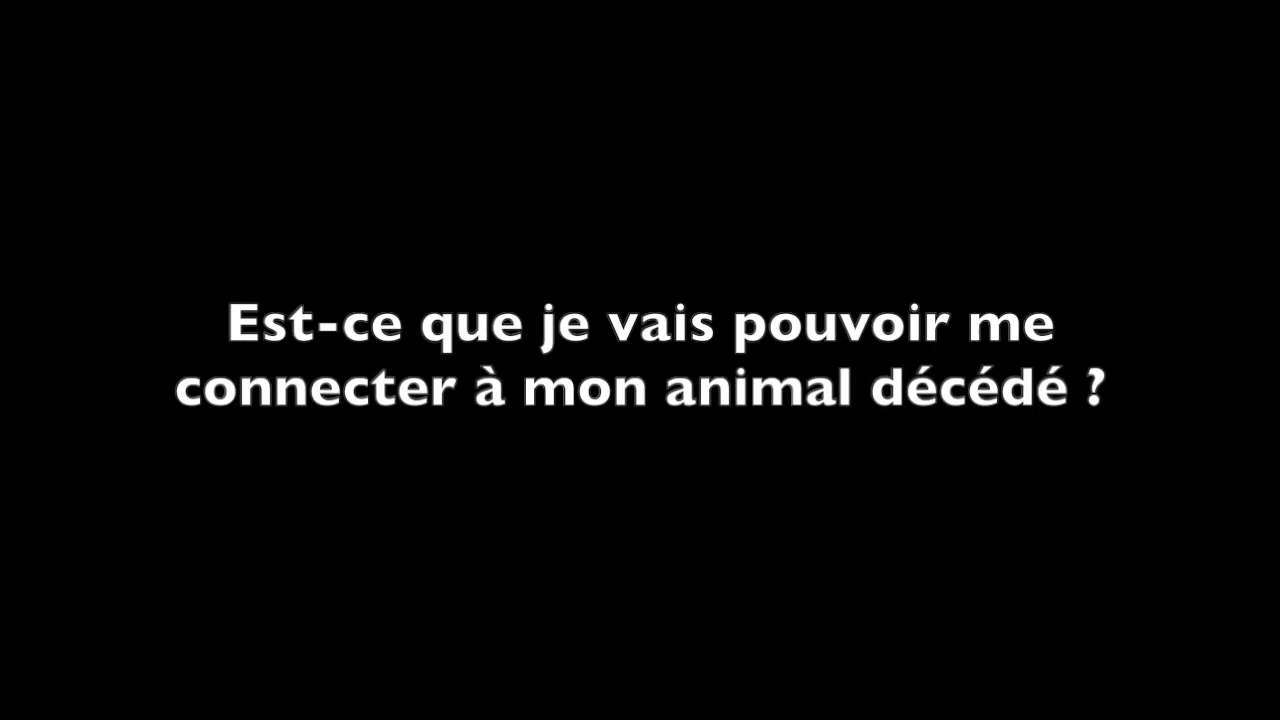 Est-ce que je vais pouvoir me
connecter à mon animal décédé ?